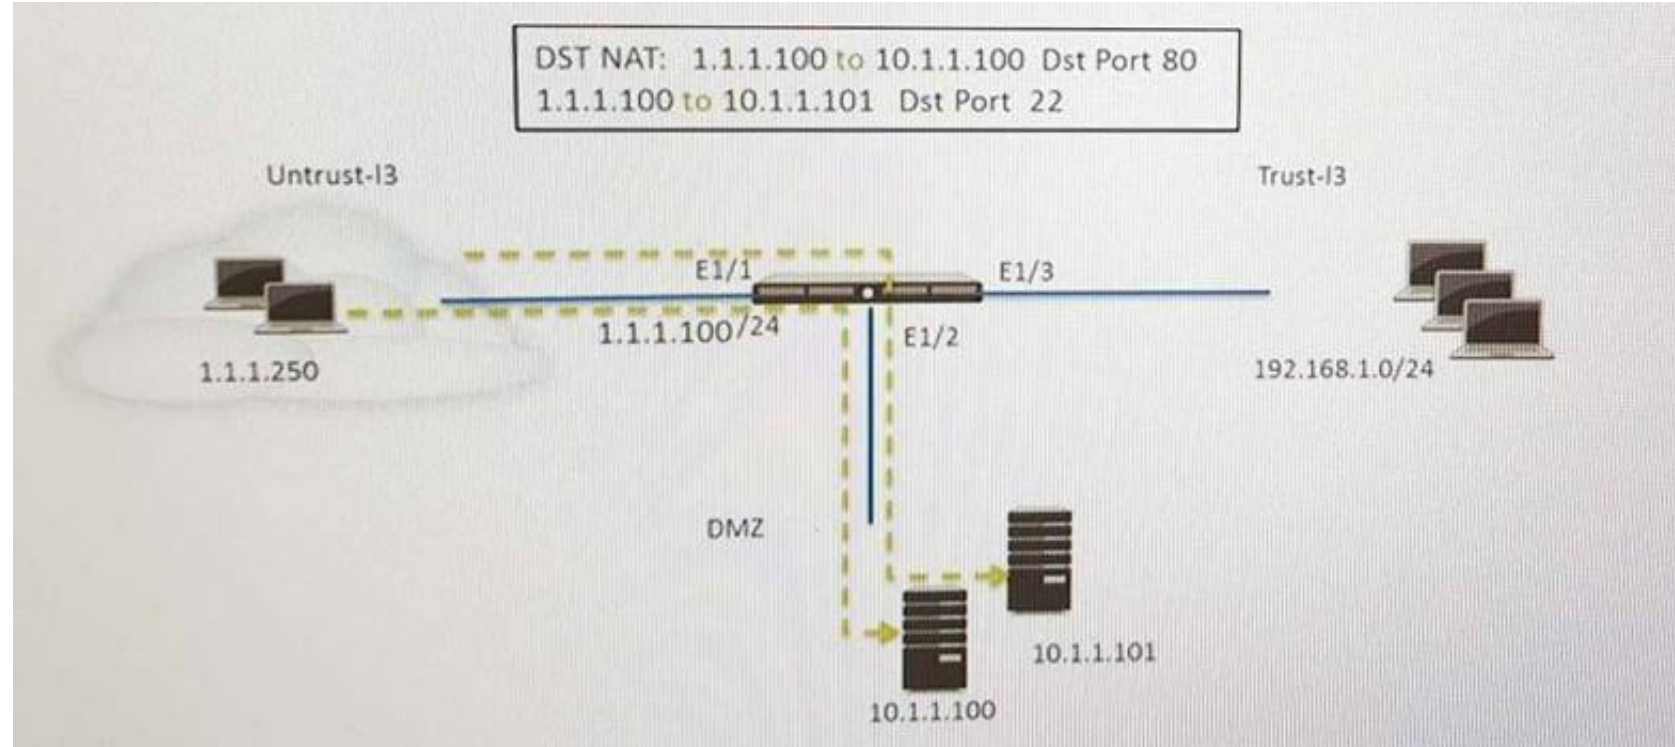 DST NAT: 1.1.1.100 to 10.1.1.100 Dst Port 80
1.1.1.100 to 10.1.1.101 Dst Port 22
Untrust-l3
Trust-l3
E1/1
E1/3
1.1.1.100/24
E1/2
1.1.1.250
192.168.1.0/24
DMZ
10.1.1.101
10.1.1.100